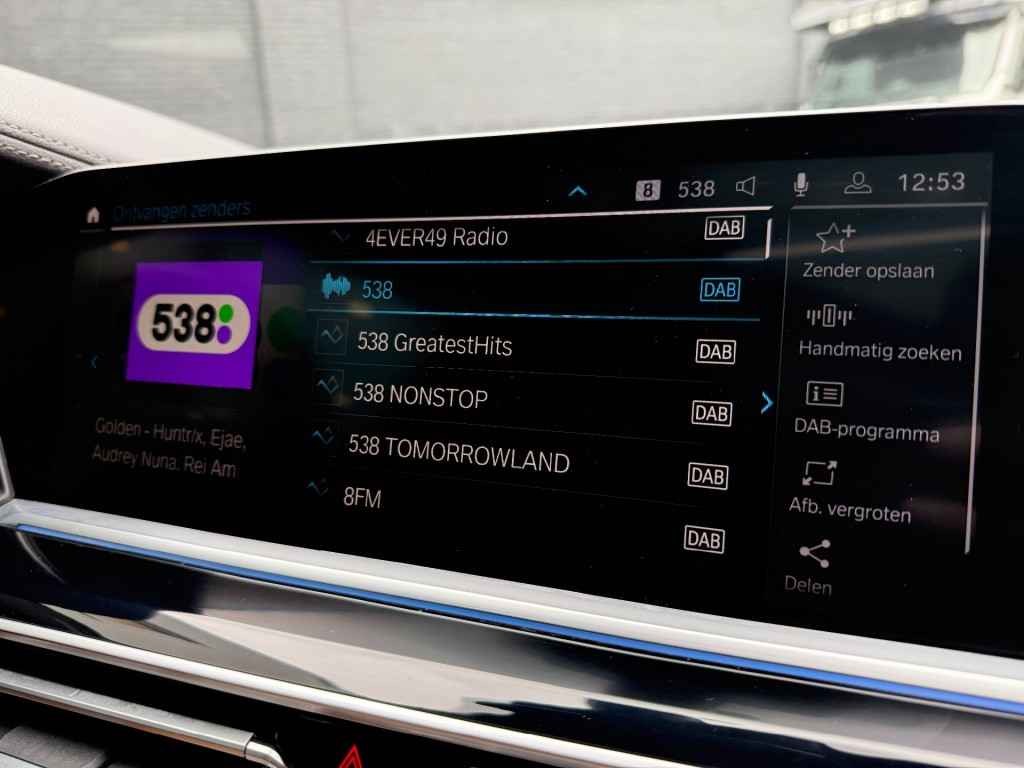 8 538 12:53
Ontvangen zenders
4EVER49 Radio DAB
538 DAB
538 GreatestHits DAB
538 NONSTOP DAB
538 TOMORROWLAND DAB
8FM DAB
538
Golden - Huntr/x, Ejae,
Audrey Nuna. Rei Am
Zender opslaan
Handmatig zoeken
DAB-programma
Afb. vergroten
Delen